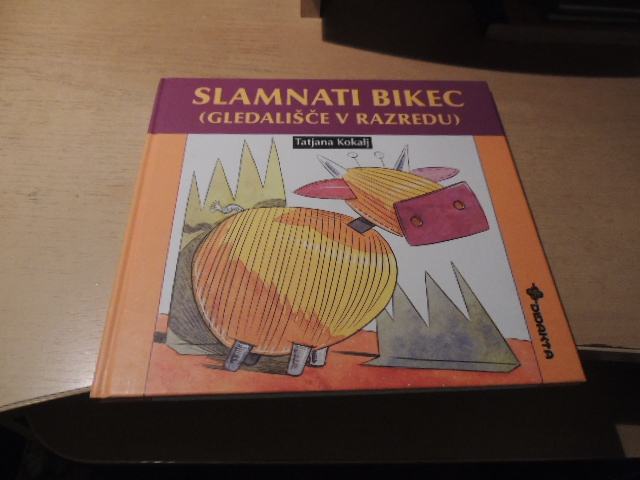 SLAMNATI BIKEC
(GLEDALIŠČE V RAZREDU)
Tatjana Kokalj
DIDAKTA